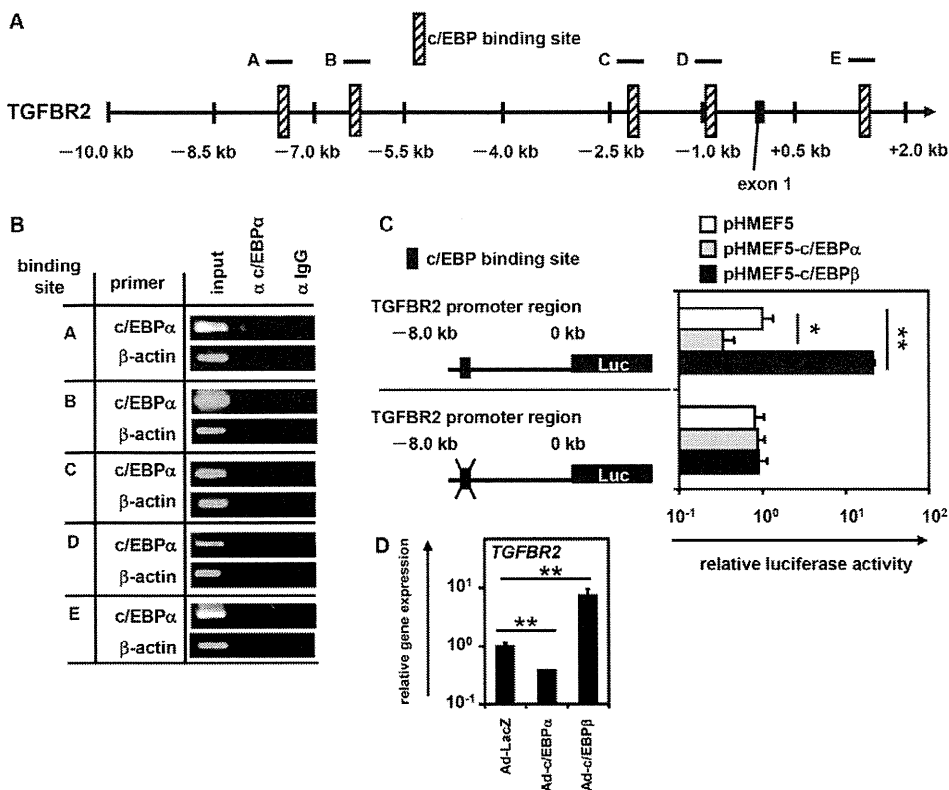 A
c/EBP binding site
A
B
C
D
E
TGFBR2
−10.0 kb −8.5 kb −7.0 kb −5.5 kb −4.0 kb −2.5 kb −1.0 kb +0.5 kb +2.0 kb
exon 1
B
binding site
primer
input
α c/EBPα
α IgG
A
c/EBPα
β-actin
B
c/EBPα
β-actin
C
c/EBPα
β-actin
D
c/EBPα
β-actin
E
c/EBPα
β-actin
C
c/EBP binding site
TGFBR2 promoter region
−8.0 kb 0 kb
Luc
TGFBR2 promoter region
−8.0 kb 0 kb
Luc
pHMEF5
pHMEF5-c/EBPα
pHMEF5-c/EBPβ
*
**
10-1 100 101 102
relative luciferase activity
D
relative gene expression
TGFBR2
**
**
101
100
10-1
Ad-LacZ
Ad-c/EBPα
Ad-c/EBPβ